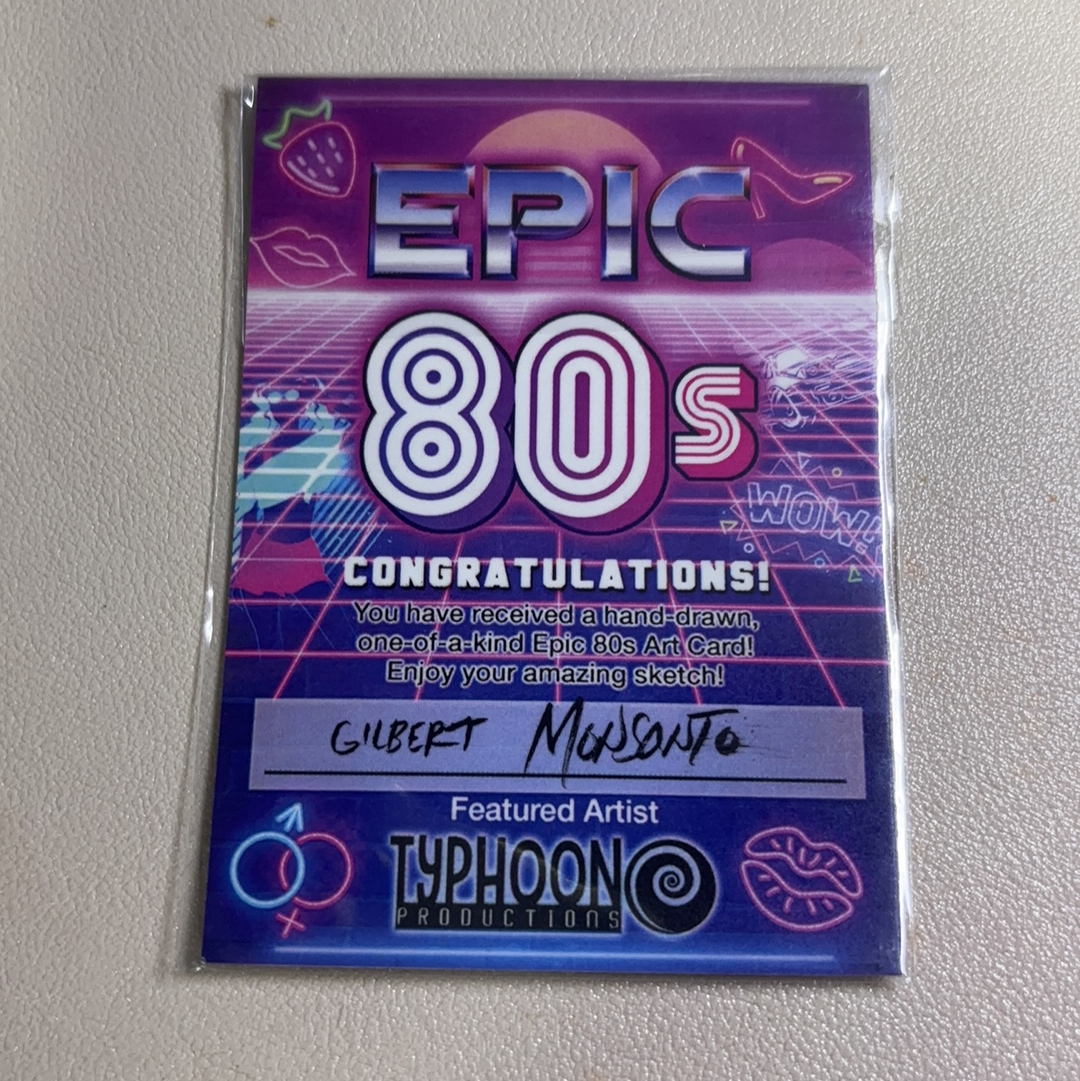 EPIC
80s
WOW!
CONGRATULATIONS!
You have received a hand-drawn,
one-of-a-kind Epic 80s Art Card!
Enjoy your amazing sketch!
GILBERT MONSONTO
Featured Artist
TYPHOON
PRODUCTIONS